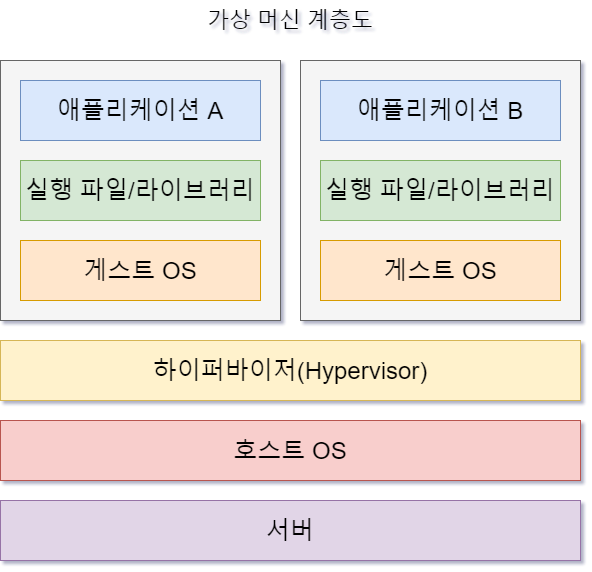 가상 머신 계층도
애플리케이션 A
애플리케이션 B
실행 파일/라이브러리
실행 파일/라이브러리
게스트 OS
게스트 OS
하이퍼바이저(Hypervisor)
호스트 OS
서버